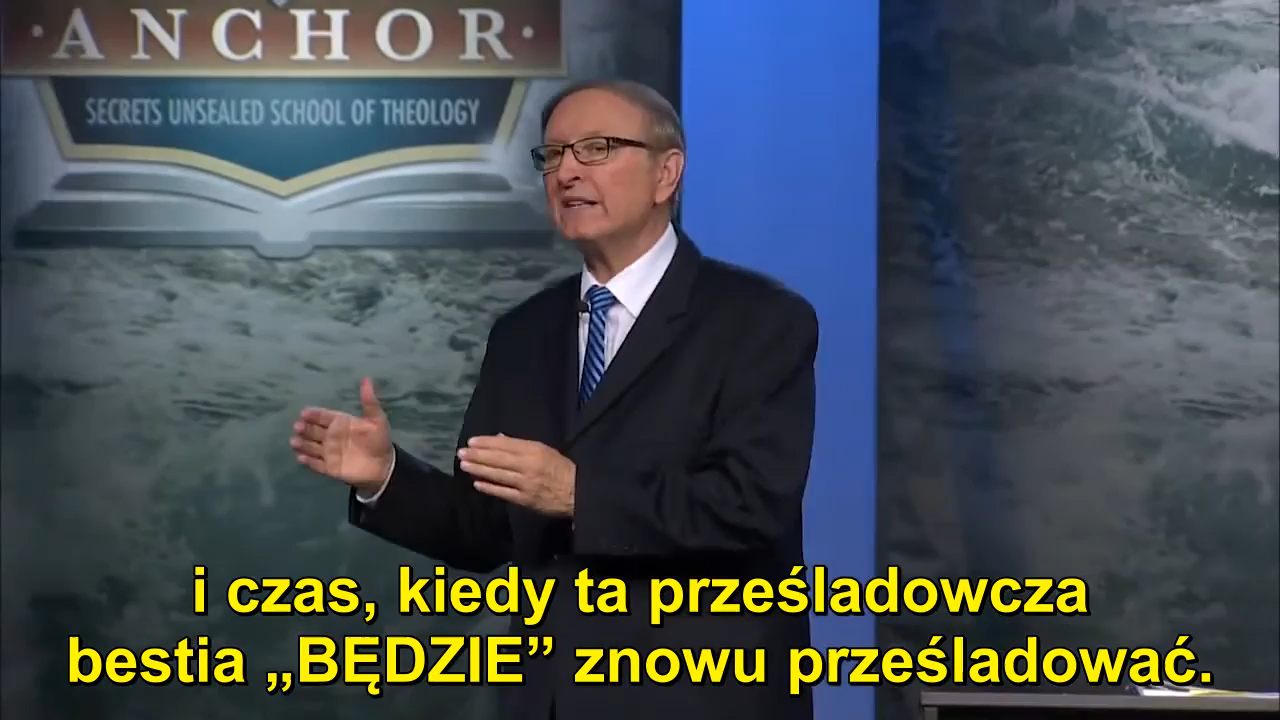 ·ANCHOR·
SECRETS UNSEALED SCHOOL OF THEOLOGY
i czas, kiedy ta prześladowcza
bestia „BĘDZIE” znowu prześladować.